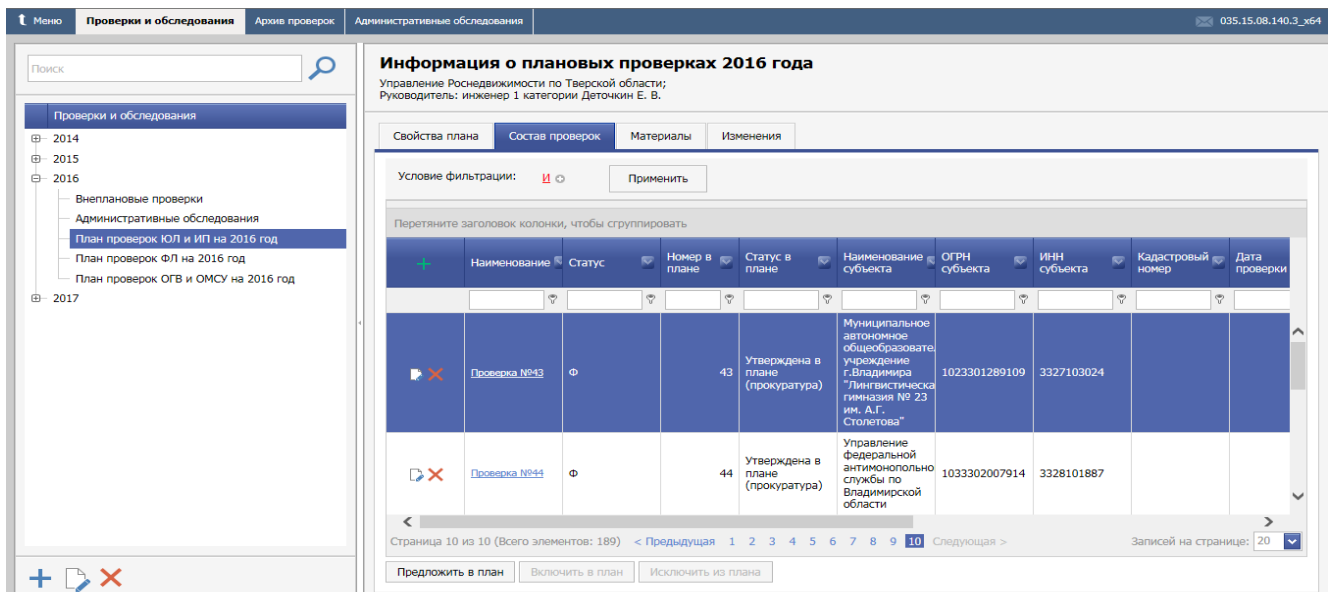 Меню
Проверки и обследования
Архив проверок
Административные обследования
035.15.08.140.3_x64
Поиск
Проверки и обследования
2014
2015
2016
Внеплановые проверки
Административные обследования
План проверок ЮЛ и ИП на 2016 год
План проверок ФЛ на 2016 год
План проверок ОГВ и ОМСУ на 2016 год
2017
Информация о плановых проверках 2016 года
Управление Роснедвижимости по Тверской области;
Руководитель: инженер 1 категории Деточкин Е. В.
Свойства плана
Состав проверок
Материалы
Изменения
Условие фильтрации:
И
Применить
Перетяните заголовок колонки, чтобы сгруппировать
Наименование
Статус
Номер в
плане
Статус в
плане
Наименование
субъекта
ОГРН
субъекта
ИНН
субъекта
Кадастровый
номер
Дата
проверки
Проверка №43
Ф
43
Утверждена в
плане
(прокуратура)
Муниципальное
автономное
общеобразовате
учреждение
г.Владимира
"Лингвистическа
гимназия № 23
им. А.Г.
Столетова"
1023301289109
3327103024
Проверка №44
Ф
44
Утверждена в
плане
(прокуратура)
Управление
федеральной
антимонопольно
службы по
Владимирской
области
1033302007914
3328101887
Страница 10 из 10 (Всего элементов: 189) < Предыдущая 1 2 3 4 5 6 7 8 9 10 Следующая >
Записей на странице: 20
Предложить в план
Включить в план
Исключить из плана